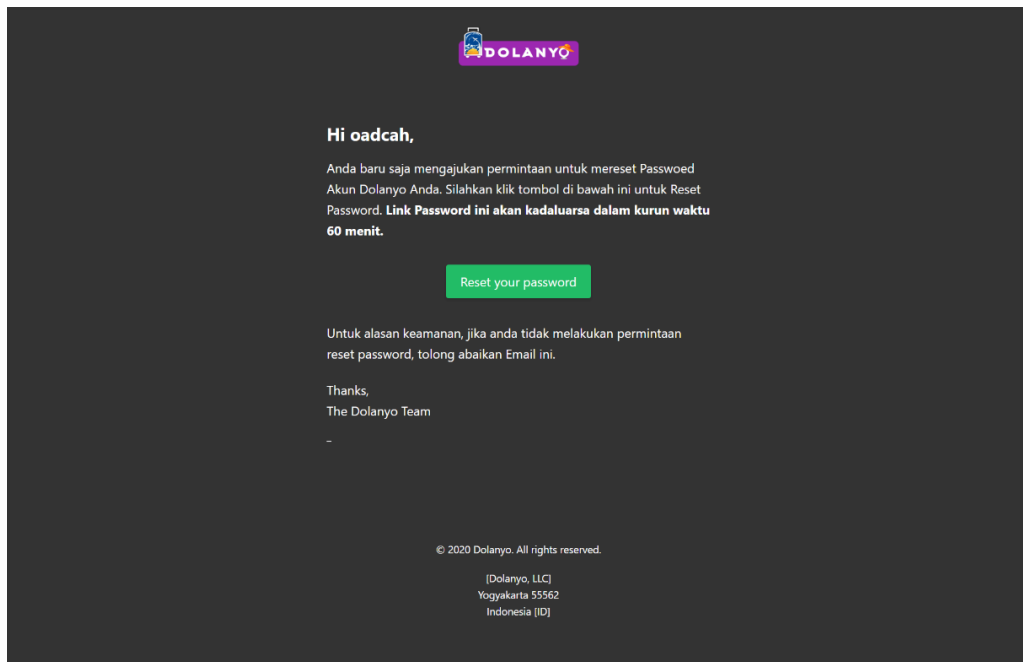 DOLANYO
Hi oadcah,
Anda baru saja mengajukan permintaan untuk mereset Passwoed
Akun Dolanyo Anda. Silahkan klik tombol di bawah ini untuk Reset
Password. Link Password ini akan kadaluarsa dalam kurun waktu
60 menit.
Reset your password
Untuk alasan keamanan, jika anda tidak melakukan permintaan
reset password, tolong abaikan Email ini.
Thanks,
The Dolanyo Team
_
© 2020 Dolanyo. All rights reserved.
[Dolanyo, LLC]
Yogyakarta 55562
Indonesia [ID]